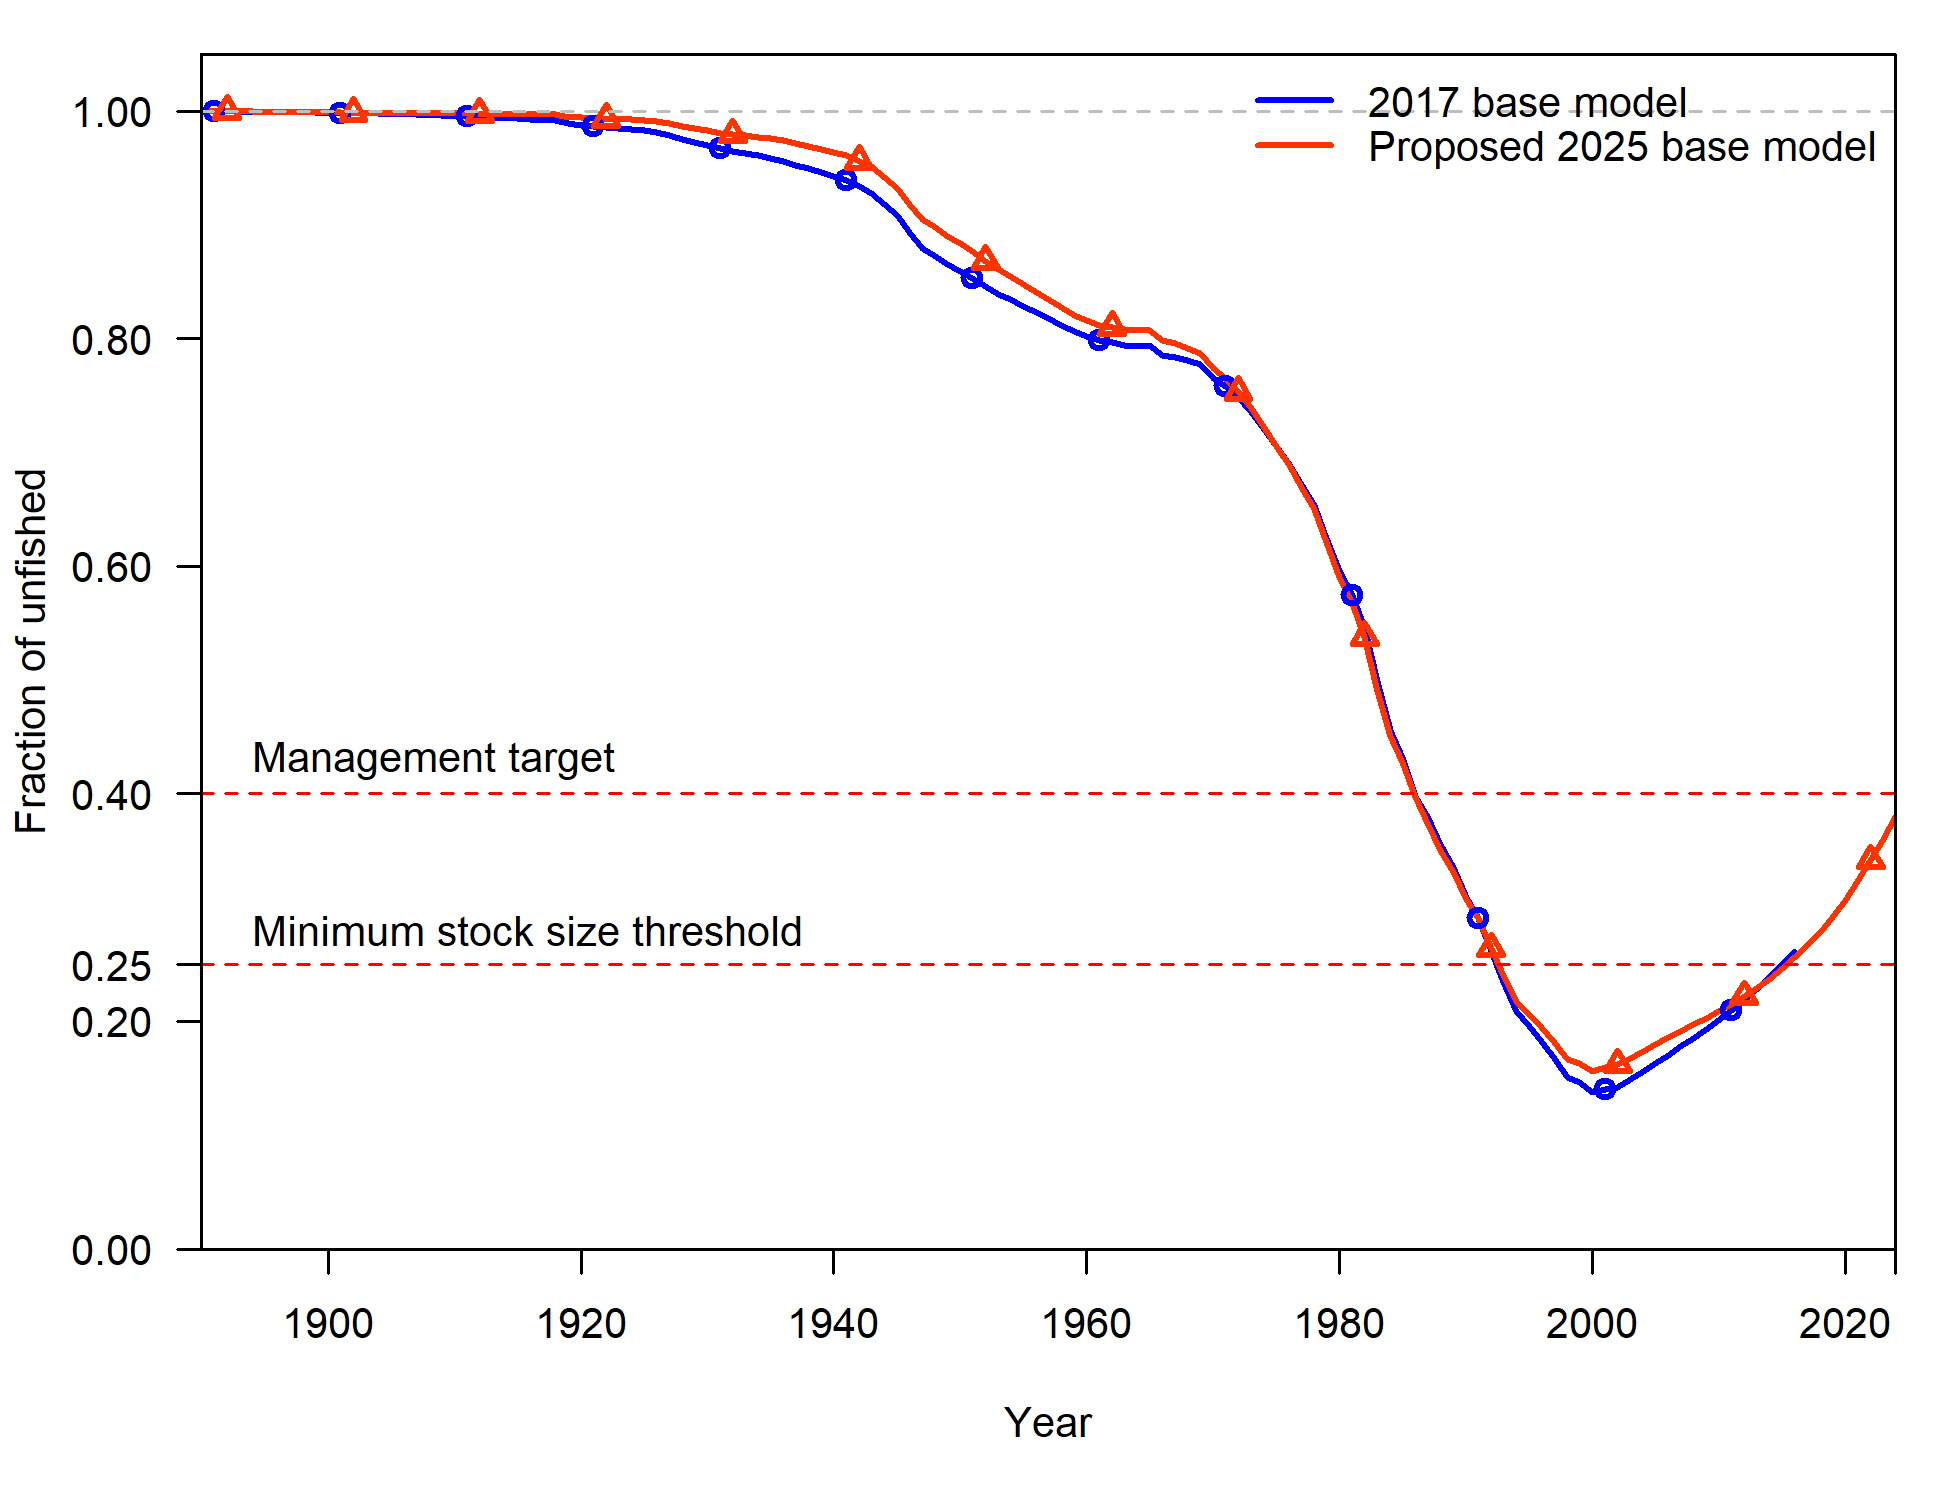 2017 base model
Proposed 2025 base model
1.00
0.80
0.60
0.40
0.25
0.20
0.00
Fraction of unfished
Management target
Minimum stock size threshold
1900
1920
1940
1960
1980
2000
2020
Year